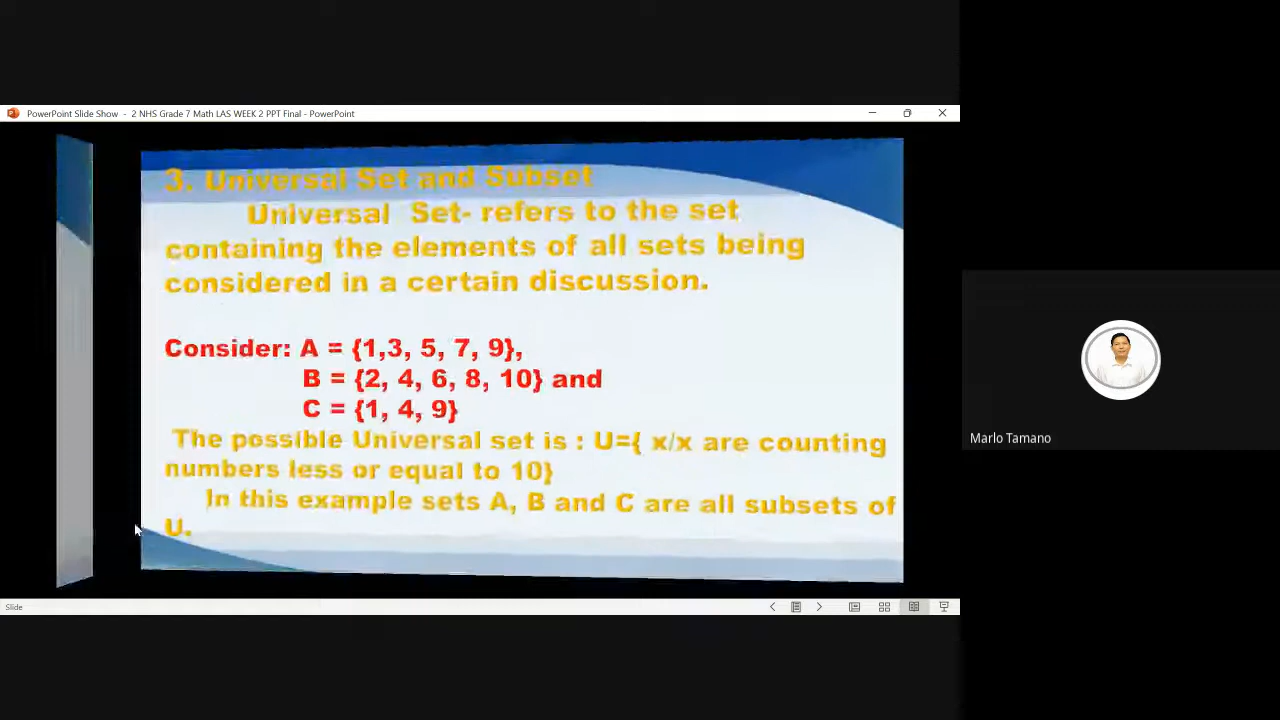 PowerPoint Slide Show - 2 NHS Grade 7 Math LAS WEEK 2 PPT Final - PowerPoint
3. Universal Set and Subset
Universal Set- refers to the set
containing the elements of all sets being
considered in a certain discussion.
Consider: A = {1,3, 5, 7, 9},
B = {2, 4, 6, 8, 10} and
C = {1, 4, 9}
The possible Universal set is : U={ x/x are counting
numbers less or equal to 10}
In this example sets A, B and C are all subsets of
U.
Marlo Tamano
Slide